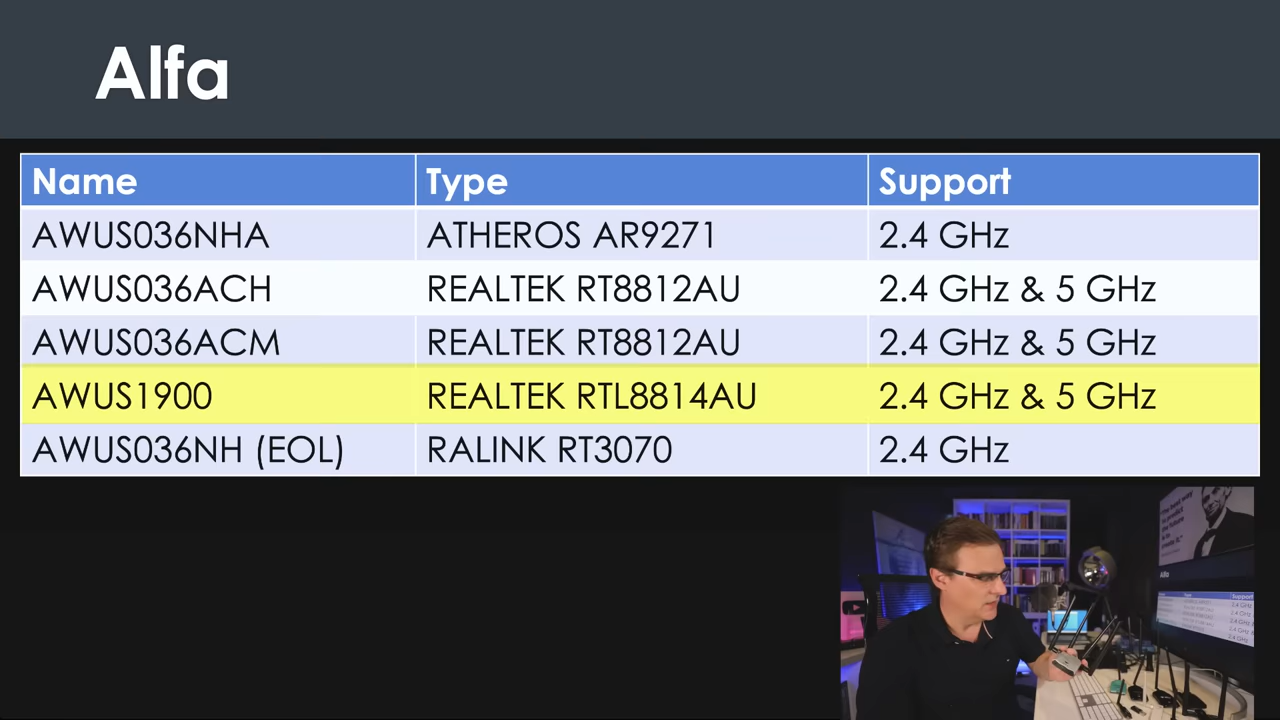 Alfa
Name Type Support
AWUS036NHA ATHEROS AR9271 2.4 GHz
AWUS036ACH REALTEK RT8812AU 2.4 GHz & 5 GHz
AWUS036ACM REALTEK RT8812AU 2.4 GHz & 5 GHz
AWUS1900 REALTEK RTL8814AU 2.4 GHz & 5 GHz
AWUS036NH (EOL) RALINK RT3070 2.4 GHz
Alfa
Support